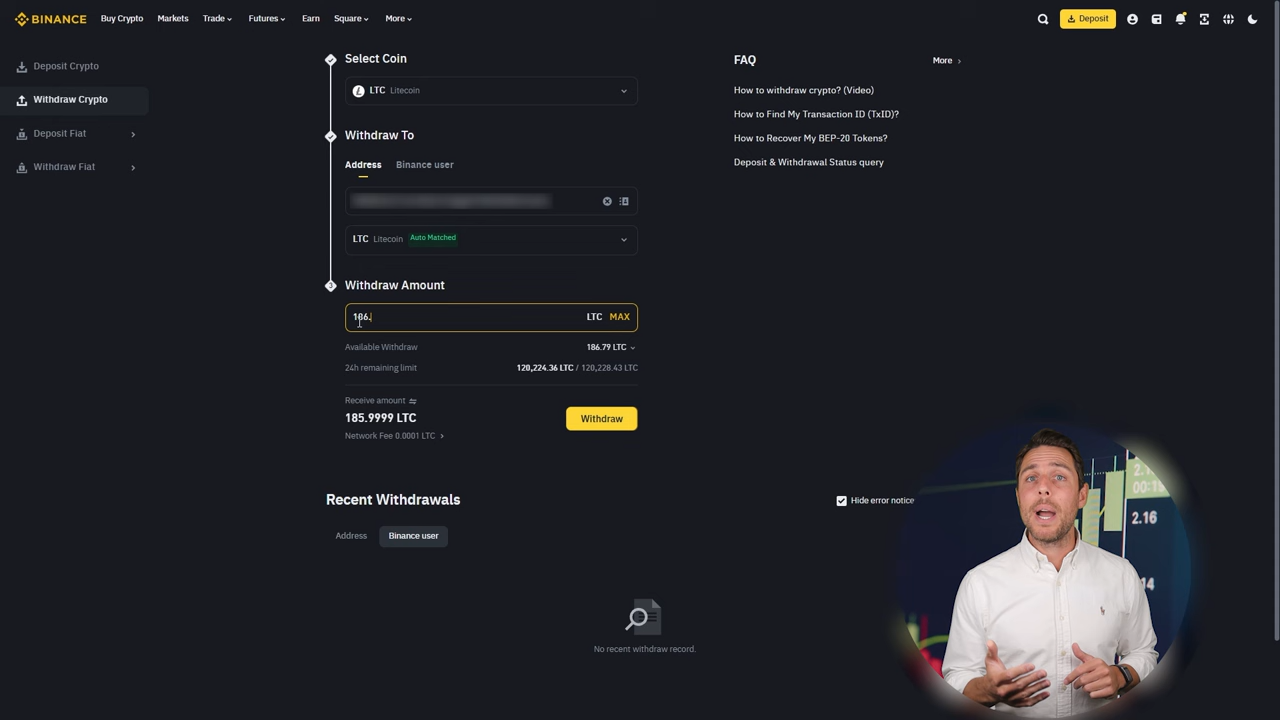 BINANCE Buy Crypto Markets Trade Futures Earn Square More Deposit
Deposit Crypto
Withdraw Crypto
Deposit Fiat
Withdraw Fiat
Select Coin
LTC Litecoin
Withdraw To
Address Binance user
LTC Litecoin Auto Matched
3 Withdraw Amount
186. LTC MAX
Available Withdraw 186.79 LTC
24h remaining limit 120,224.36 LTC / 120,228.43 LTC
Receive amount
185.9999 LTC Withdraw
Network Fee 0.0001 LTC
FAQ More
How to withdraw crypto? (Video)
How to Find My Transaction ID (TxID)?
How to Recover My BEP-20 Tokens?
Deposit & Withdrawal Status query
Recent Withdrawals Hide error notice
Address Binance user
No recent withdraw record.
2.16